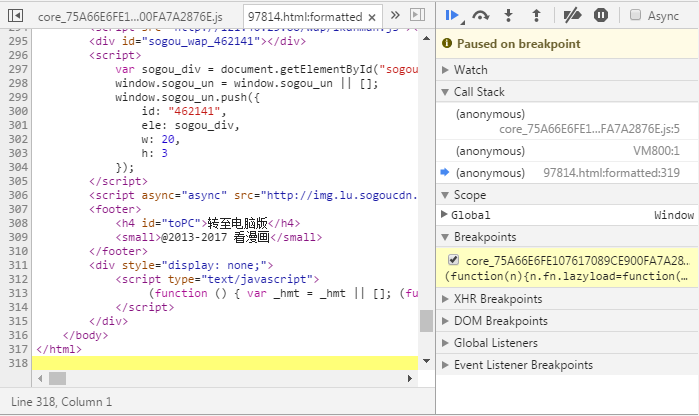 core_75A66E6FE1...00FA7A2876E.js
97814.html:formatted
Async
296 <div id="sogou_wap_462141"></div>
297 <script>
298 var sogou_div = document.getElementById("sogou
299 window.sogou_un = window.sogou_un || [];
300 window.sogou_un.push({
301 id: "462141",
302 ele: sogou_div,
303 w: 20,
304 h: 3
305 });
306 </script>
307 <script async="async" src="http://img.lu.sogoucdn.
308 <footer>
309 <h4 id="toPC">转至电脑版</h4>
310 <small>@2013-2017 看漫画</small>
311 </footer>
312 <div style="display: none;">
313 <script type="text/javascript">
314 (function () { var _hmt = _hmt || []; (fu
315 </script>
316 </div>
317 </body>
318 </html>
Line 318, Column 1
Paused on breakpoint
Watch
Call Stack
(anonymous)
core_75A66E6FE1...FA7A2876E.js:5
(anonymous) VM800:1
(anonymous) 97814.html:formatted:319
Scope
Global Window
Breakpoints
core_75A66E6FE107617089CE900FA7A28...
(function(n){n.fn.lazyload=function(...
XHR Breakpoints
DOM Breakpoints
Global Listeners
Event Listener Breakpoints